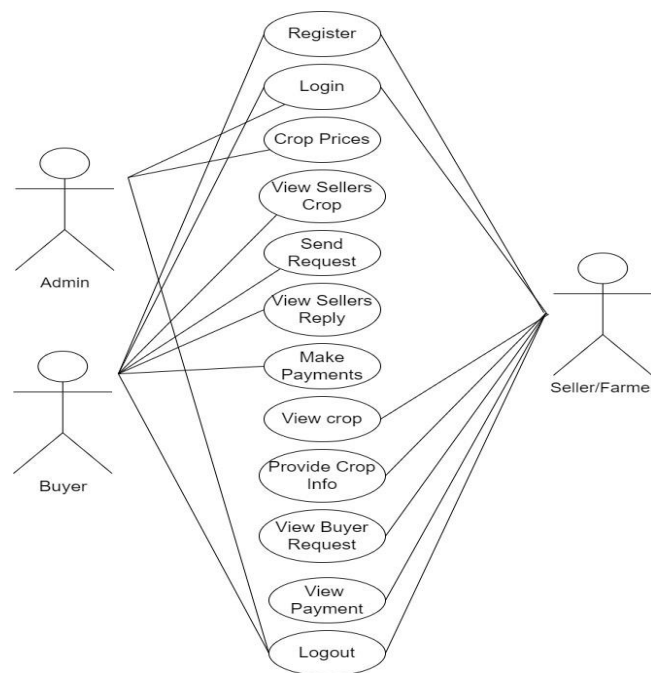 Register
Login
Crop Prices
View Sellers
Crop
Send
Request
View Sellers
Reply
Make
Payments
View crop
Provide Crop
Info
View Buyer
Request
View
Payment
Logout
Admin
Buyer
Seller/Farme